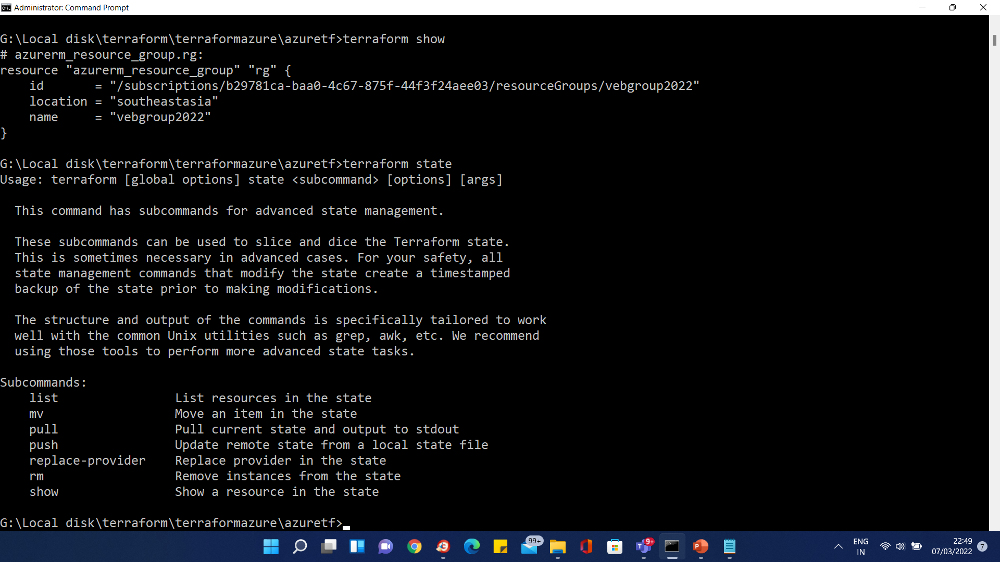 Administrator: Command Prompt
G:\Local disk\terraform\terraformazure\azuretf>terraform show
# azurerm_resource_group.rg:
resource "azurerm_resource_group" "rg" {
    id       = "/subscriptions/b29781ca-baa0-4c67-875f-44f3f24aee03/resourceGroups/vebgroup2022"
    location = "southeastasia"
    name     = "vebgroup2022"
}
G:\Local disk\terraform\terraformazure\azuretf>terraform state
Usage: terraform [global options] state <subcommand> [options] [args]
  This command has subcommands for advanced state management.
  These subcommands can be used to slice and dice the Terraform state.
  This is sometimes necessary in advanced cases. For your safety, all
  state management commands that modify the state create a timestamped
  backup of the state prior to making modifications.
  The structure and output of the commands is specifically tailored to work
  well with the common Unix utilities such as grep, awk, etc. We recommend
  using those tools to perform more advanced state tasks.
Subcommands:
    list                List resources in the state
    mv                  Move an item in the state
    pull                Pull current state and output to stdout
    push                Update remote state from a local state file
    replace-provider    Replace provider in the state
    rm                  Remove instances from the state
    show                Show a resource in the state
G:\Local disk\terraform\terraformazure\azuretf>
99+
9+
ENG
IN
22:49
07/03/2022
7